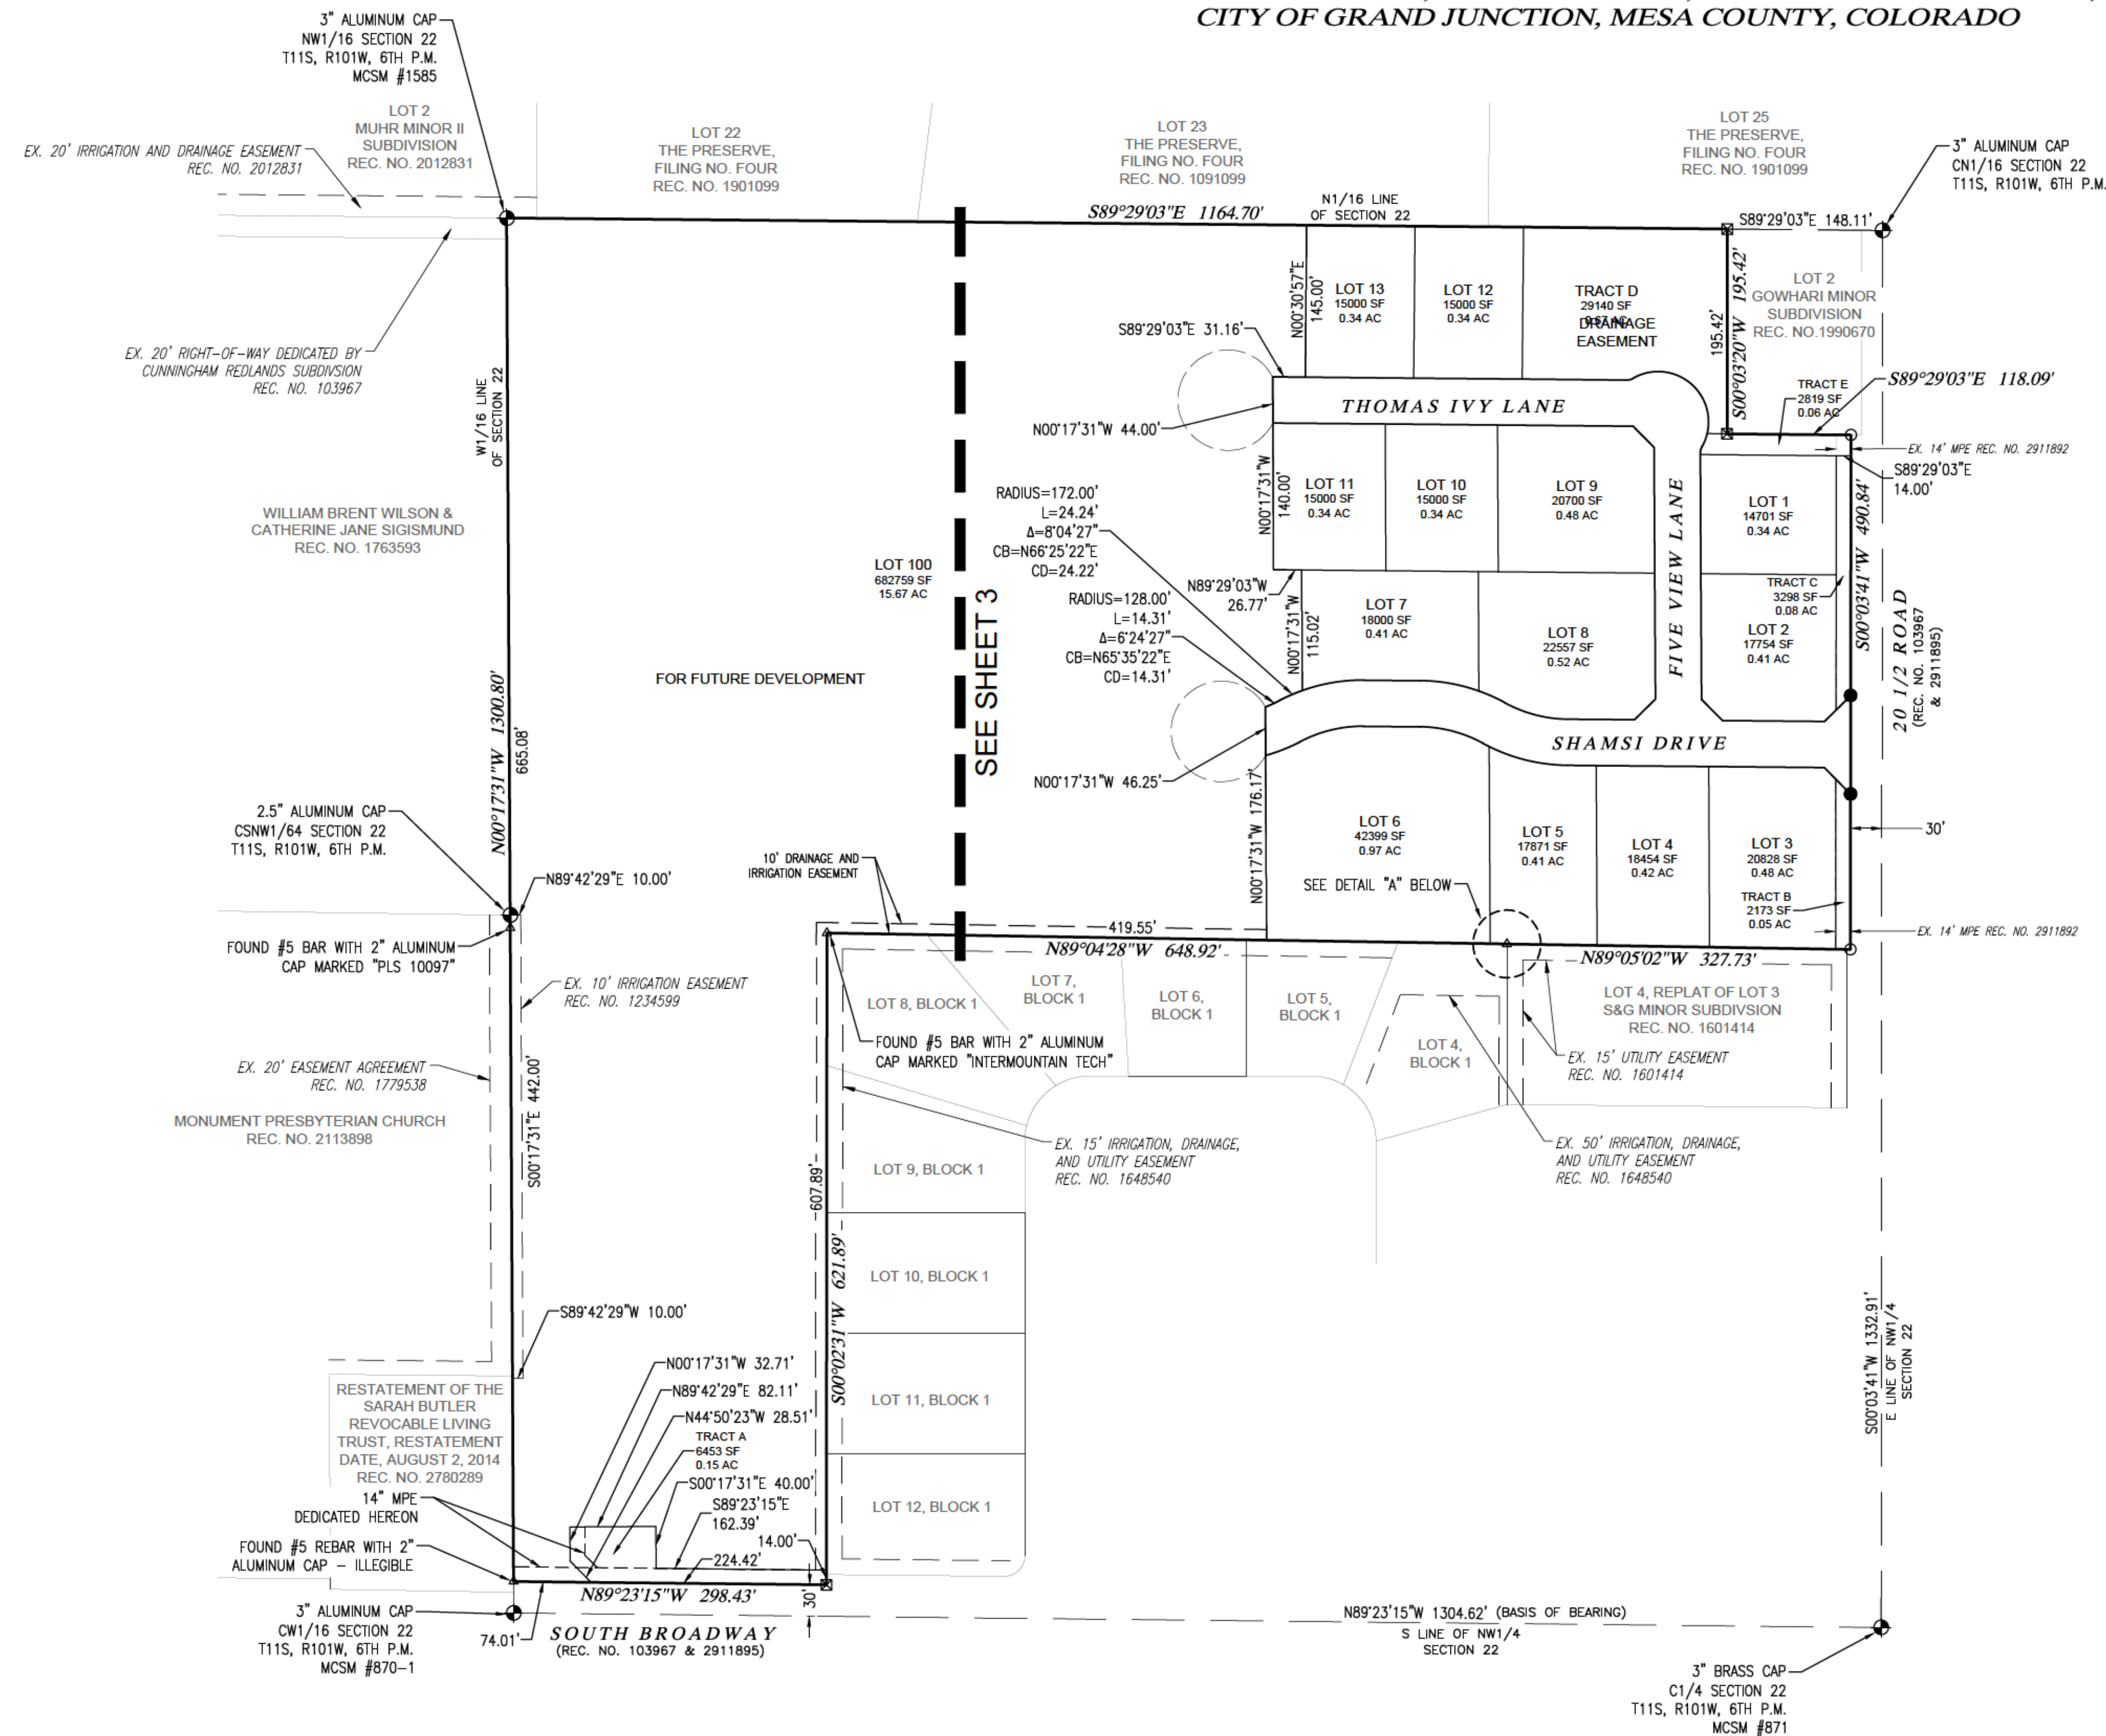 CITY OF GRAND JUNCTION, MESA COUNTY, COLORADO
3" ALUMINUM CAP
NW1/16 SECTION 22
T11S, R101W, 6TH P.M.
MCSM #1585
LOT 2
MUHR MINOR II
SUBDIVISION
REC. NO. 2012831
EX. 20' IRRIGATION AND DRAINAGE EASEMENT
REC. NO. 2012831
LOT 22
THE PRESERVE,
FILING NO. FOUR
REC. NO. 1901099
LOT 23
THE PRESERVE,
FILING NO. FOUR
REC. NO. 1091099
LOT 25
THE PRESERVE,
FILING NO. FOUR
REC. NO. 1901099
3" ALUMINUM CAP
CN1/16 SECTION 22
T11S, R101W, 6TH P.M.
S89°29'03"E 1164.70'
N1/16 LINE
OF SECTION 22
S89°29'03"E 148.11'
EX. 20' RIGHT-OF-WAY DEDICATED BY
CUNNINGHAM REDLANDS SUBDIVSION
REC. NO. 103967
W1/16 LINE
OF SECTION 22
N00°30'57"E
145.00'
LOT 13
15000 SF
0.34 AC
LOT 12
15000 SF
0.34 AC
TRACT D
29140 SF
0.67 AC
DRAINAGE
EASEMENT
195.42'
S00°03'20"W 195.42'
LOT 2
GOWHARI MINOR
SUBDIVISION
REC. NO.1990670
S89°29'03"E 31.16'
TRACT E
2819 SF
0.06 AC
S89°29'03"E 118.09'
THOMAS IVY LANE
N00°17'31"W 44.00'
EX. 14' MPE REC. NO. 2911892
S89°29'03"E
14.00'
WILLIAM BRENT WILSON &
CATHERINE JANE SIGISMUND
REC. NO. 1763593
RADIUS=172.00'
L=24.24'
Δ=8°04'27"
CB=N66°25'22"E
CD=24.22'
N00°17'31"W
140.00'
LOT 11
15000 SF
0.34 AC
LOT 10
15000 SF
0.34 AC
LOT 9
20700 SF
0.48 AC
FIVE VIEW LANE
LOT 1
14701 SF
0.34 AC
S00°03'41"W 490.84'
LOT 100
682759 SF
15.67 AC
SEE SHEET 3
N89°29'03"W
26.77'
RADIUS=128.00'
L=14.31'
Δ=6°24'27"
CB=N65°35'22"E
CD=14.31'
N00°17'31"W
115.02'
LOT 7
18000 SF
0.41 AC
LOT 8
22557 SF
0.52 AC
TRACT C
3298 SF
0.08 AC
LOT 2
17754 SF
0.41 AC
20 1/2 ROAD
(REC. NO. 103967
& 2911895)
FOR FUTURE DEVELOPMENT
N00°17'31"W 1300.80'
665.08'
SHAMSI DRIVE
N00°17'31"W 46.25'
2.5" ALUMINUM CAP
CSNW1/64 SECTION 22
T11S, R101W, 6TH P.M.
N00°17'31"W 176.17'
LOT 6
42399 SF
0.97 AC
LOT 5
17871 SF
0.41 AC
LOT 4
18454 SF
0.42 AC
LOT 3
20828 SF
0.48 AC
30'
10' DRAINAGE AND
IRRIGATION EASEMENT
N89°42'29"E 10.00'
SEE DETAIL "A" BELOW
TRACT B
2173 SF
0.05 AC
EX. 14' MPE REC. NO. 2911892
419.55'
FOUND #5 BAR WITH 2" ALUMINUM
CAP MARKED "PLS 10097"
N89°04'28"W 648.92'
N89°05'02"W 327.73'
EX. 10' IRRIGATION EASEMENT
REC. NO. 1234599
LOT 8, BLOCK 1
LOT 7,
BLOCK 1
LOT 6,
BLOCK 1
LOT 5,
BLOCK 1
LOT 4, REPLAT OF LOT 3
S&G MINOR SUBDIVSION
REC. NO. 1601414
FOUND #5 BAR WITH 2" ALUMINUM
CAP MARKED "INTERMOUNTAIN TECH"
LOT 4,
BLOCK 1
EX. 15' UTILITY EASEMENT
REC. NO. 1601414
EX. 20' EASEMENT AGREEMENT
REC. NO. 1779538
S00°17'31"E 442.00'
MONUMENT PRESBYTERIAN CHURCH
REC. NO. 2113898
607.89'
LOT 9, BLOCK 1
EX. 15' IRRIGATION, DRAINAGE,
AND UTILITY EASEMENT
REC. NO. 1648540
EX. 50' IRRIGATION, DRAINAGE,
AND UTILITY EASEMENT
REC. NO. 1648540
S00°02'31"W 621.89'
LOT 10, BLOCK 1
S89°42'29"W 10.00'
S00°03'41"W 1332.91'
E LINE OF NW1/4
SECTION 22
N00°17'31"W 32.71'
N89°42'29"E 82.11'
N44°50'23"W 28.51'
TRACT A
6453 SF
0.15 AC
S00°17'31"E 40.00'
S89°23'15"E
162.39'
14.00'
LOT 11, BLOCK 1
RESTATEMENT OF THE
SARAH BUTLER
REVOCABLE LIVING
TRUST, RESTATEMENT
DATE, AUGUST 2, 2014
REC. NO. 2780289
14" MPE
DEDICATED HEREON
LOT 12, BLOCK 1
FOUND #5 REBAR WITH 2"
ALUMINUM CAP - ILLEGIBLE
224.42'
N89°23'15"W 298.43'
30'
3" ALUMINUM CAP
CW1/16 SECTION 22
T11S, R101W, 6TH P.M.
MCSM #870-1
74.01'
SOUTH BROADWAY
(REC. NO. 103967 & 2911895)
N89°23'15"W 1304.62' (BASIS OF BEARING)
S LINE OF NW1/4
SECTION 22
3" BRASS CAP
C1/4 SECTION 22
T11S, R101W, 6TH P.M.
MCSM #871